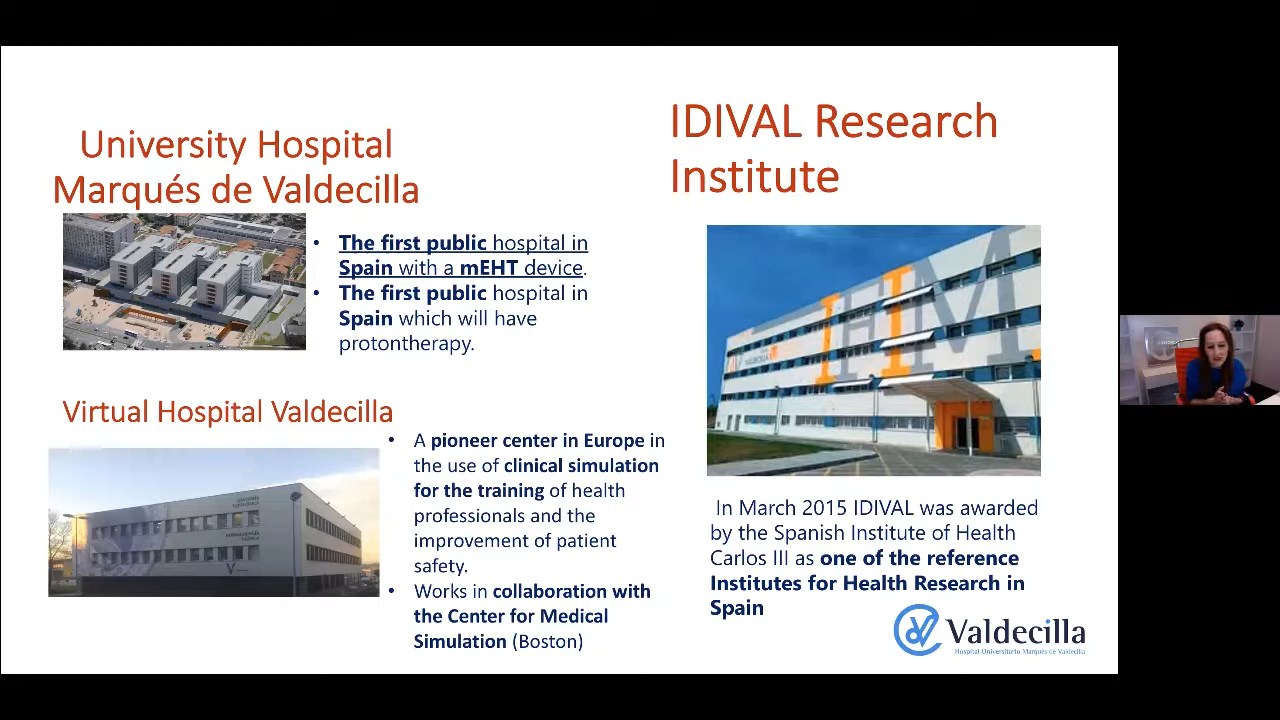 University Hospital
Marqués de Valdecilla
• The first public hospital in
Spain with a mEHT device.
• The first public hospital in
Spain which will have
protontherapy.
Virtual Hospital Valdecilla
• A pioneer center in Europe in
the use of clinical simulation
for the training of health
professionals and the
improvement of patient
safety.
• Works in collaboration with
the Center for Medical
Simulation (Boston)
IDIVAL Research
Institute
IHM
In March 2015 IDIVAL was awarded
by the Spanish Institute of Health
Carlos III as one of the reference
Institutes for Health Research in
Spain
Valdecilla
Hospital Universitario Marqués de Valdecilla